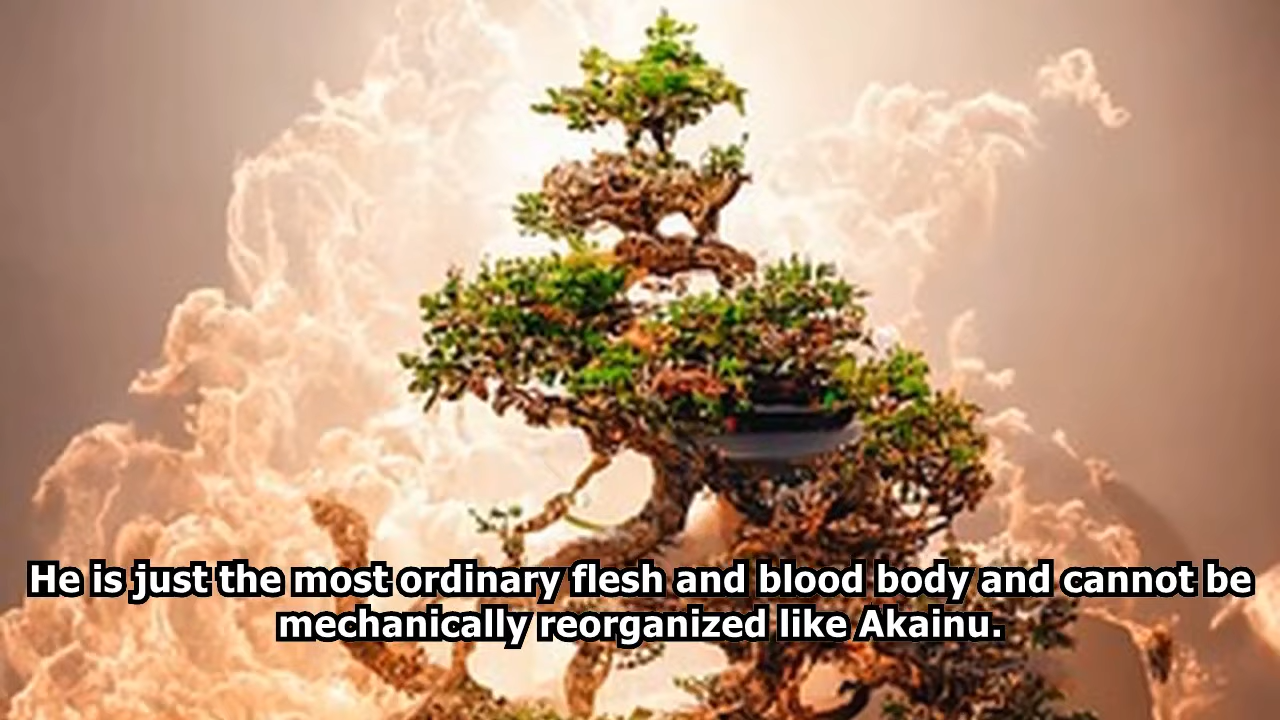 He is just the most ordinary flesh and blood body and cannot be
mechanically reorganized like Akainu.